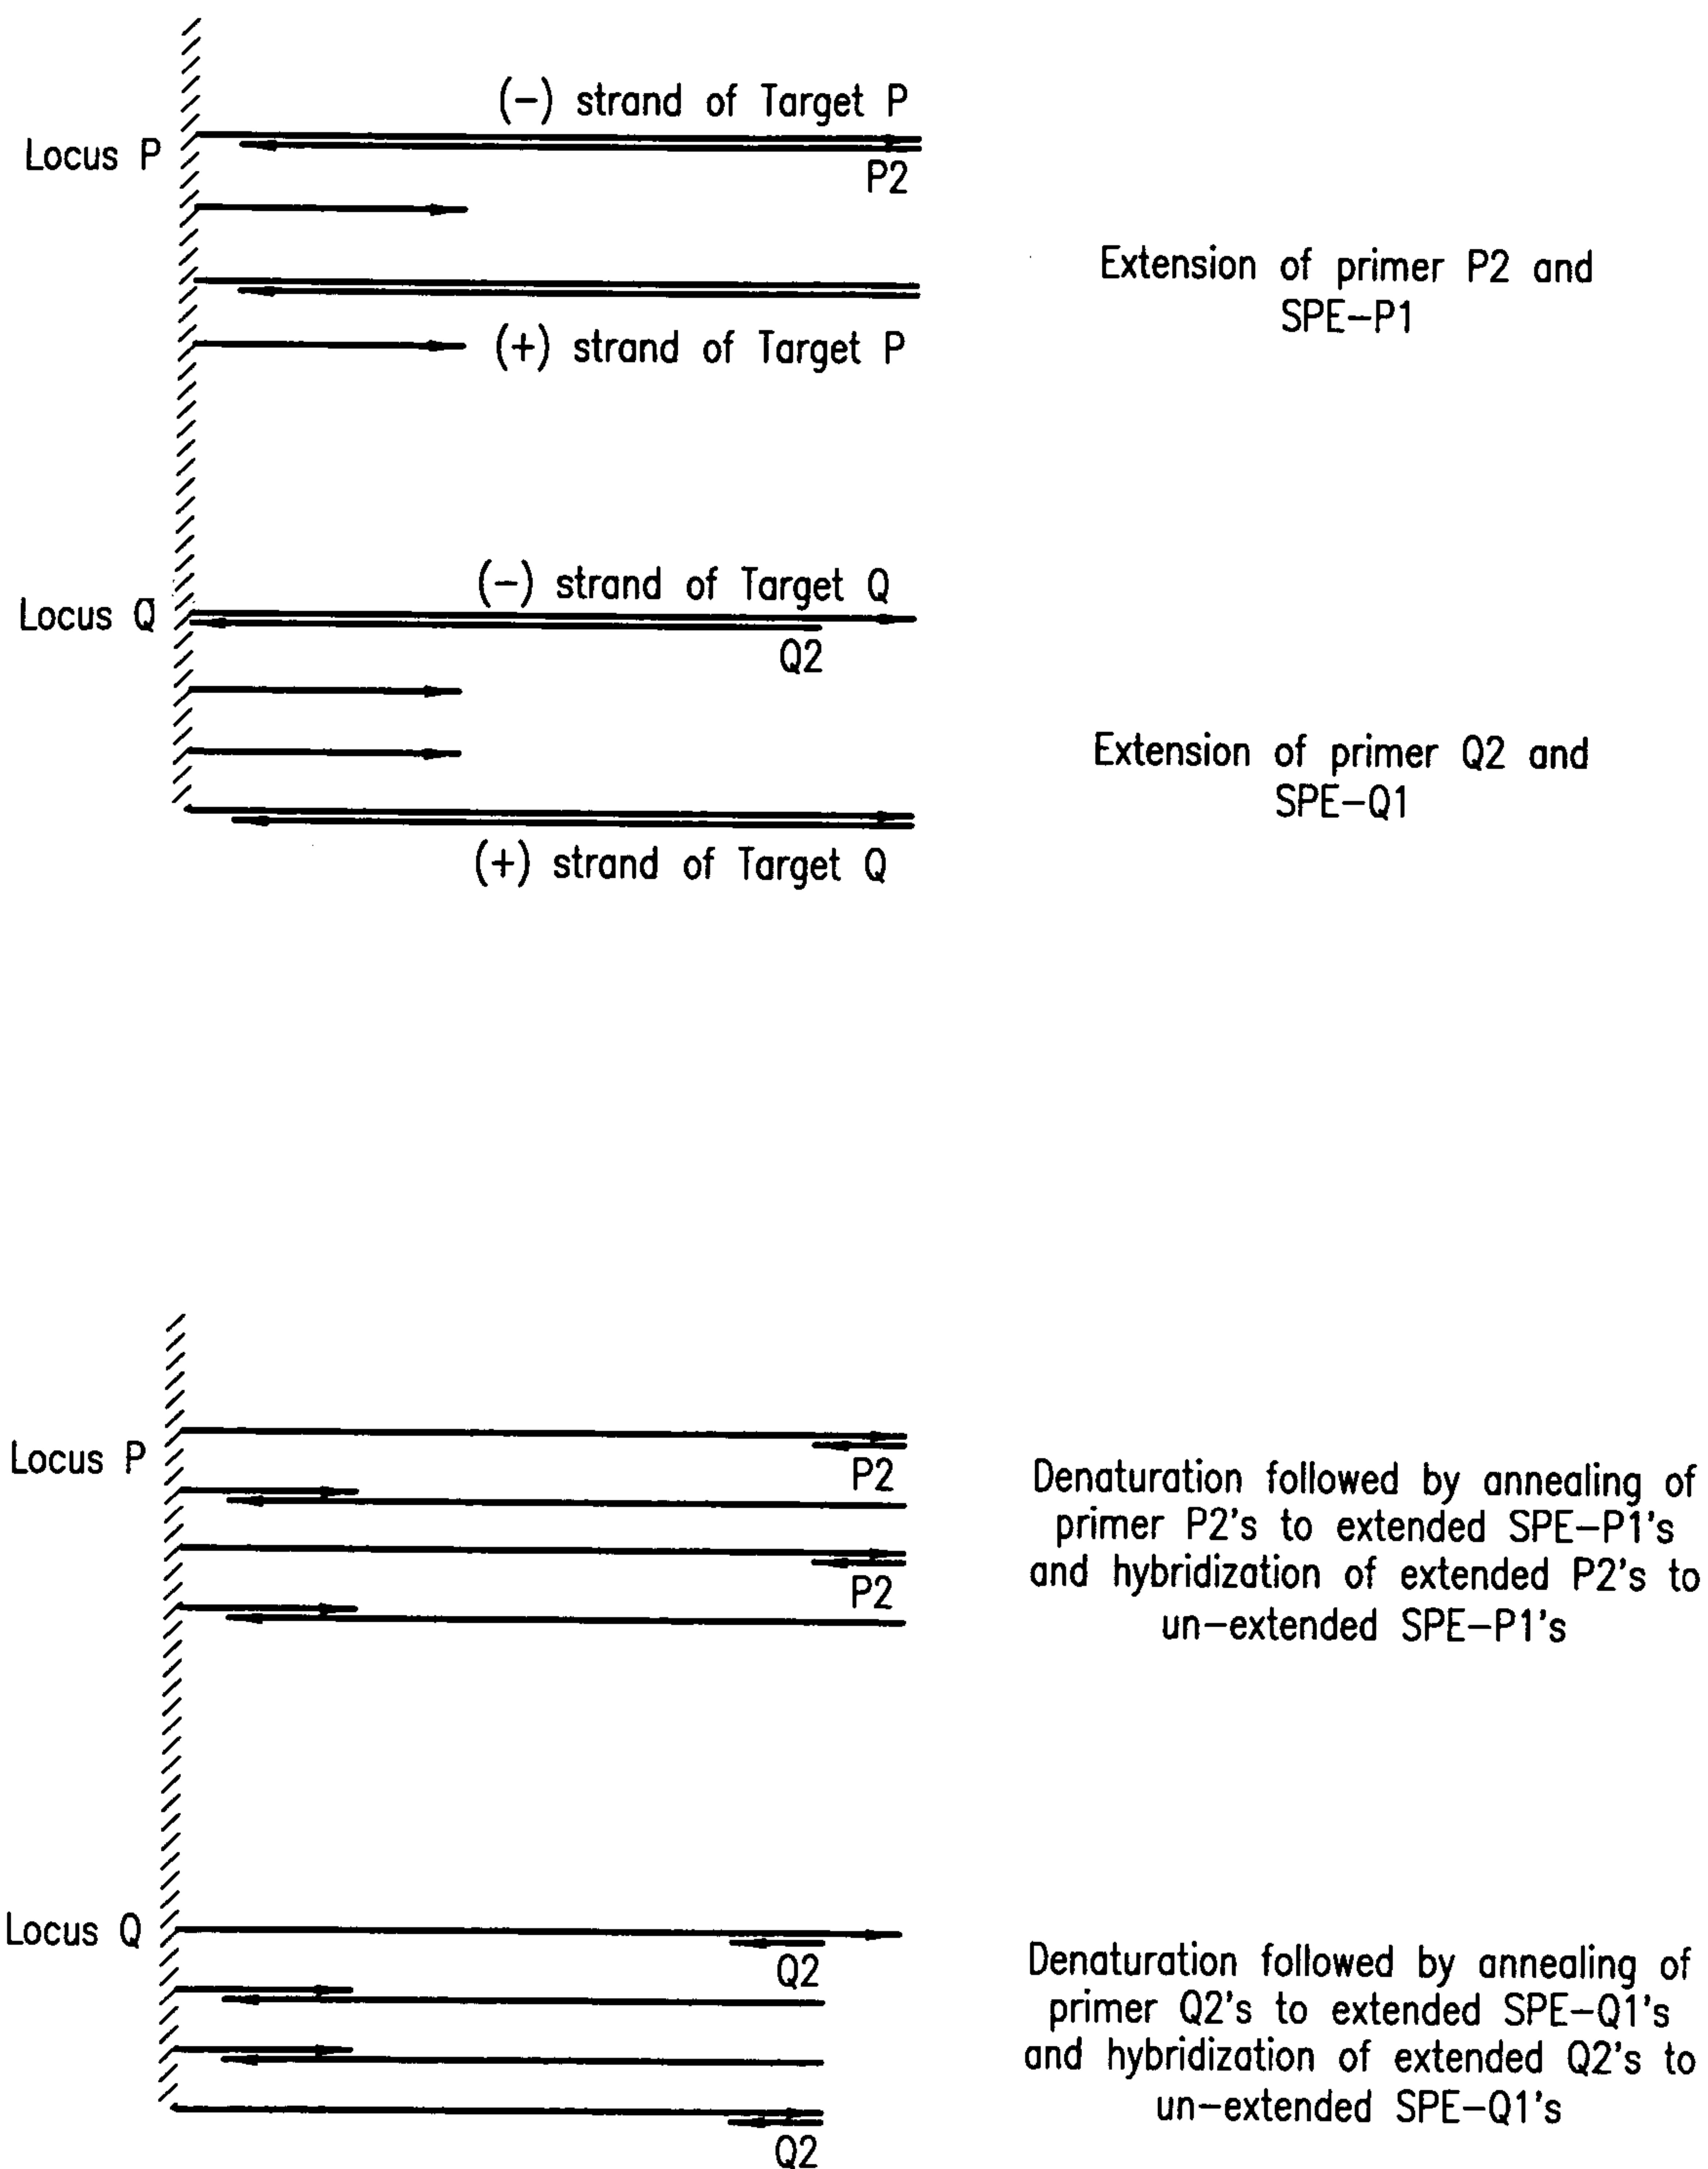 (-) strand of Target P
Locus P
P2
Extension of primer P2 and
SPE-P1
(+) strand of Target P
(-) strand of Target Q
Locus Q
Q2
Extension of primer Q2 and
SPE-Q1
(+) strand of Target Q
Locus P
P2
P2
Denaturation followed by annealing of
primer P2's to extended SPE-P1's
and hybridization of extended P2's to
un-extended SPE-P1's
Locus Q
Q2
Q2
Denaturation followed by annealing of
primer Q2's to extended SPE-Q1's
and hybridization of extended Q2's to
un-extended SPE-Q1's